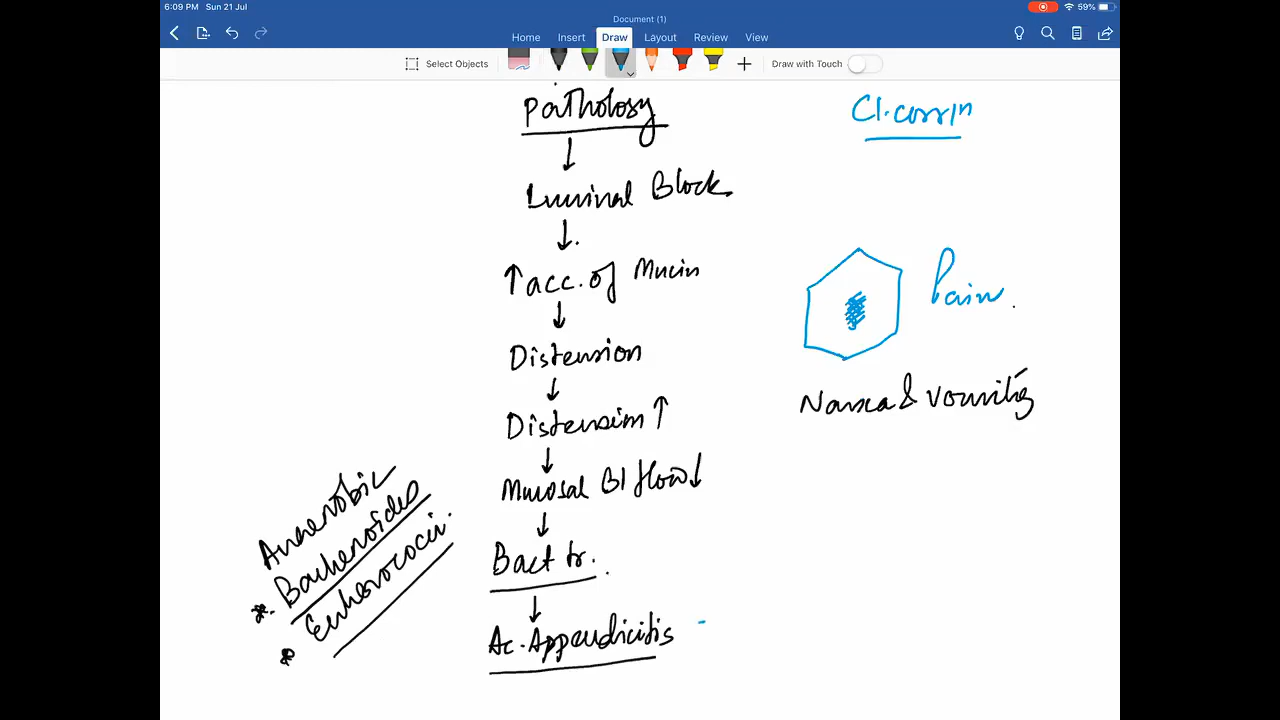 6:09 PM Sun 21 Jul
59%
Document (1)
Home Insert Draw Layout Review View
Select Objects
Draw with Touch
Pathology
Luminal Block
↑ acc. of Mucin
Distension
Distension ↑
Mucosal Bl flow ↓
Bact tr.
Ac. Appendicitis
Anaerobic
*. Bacheroides
* Enterococci.
Cl. corrln
Pain.
Nausea & vomiting